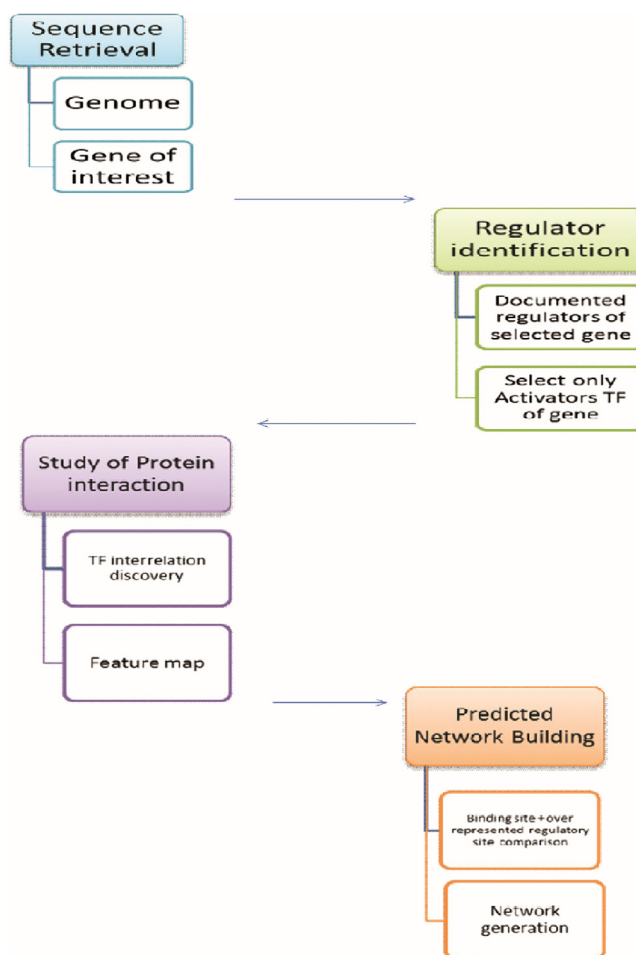 Sequence
Retrieval
Genome
Gene of
interest
Regulator
identification
Documented
regulators of
selected gene
Select only
Activators TF
of gene
Study of Protein
interaction
TF interrelation
discovery
Feature map
Predicted
Network Building
Binding site+over
represented regulatory
site comparison
Network
generation